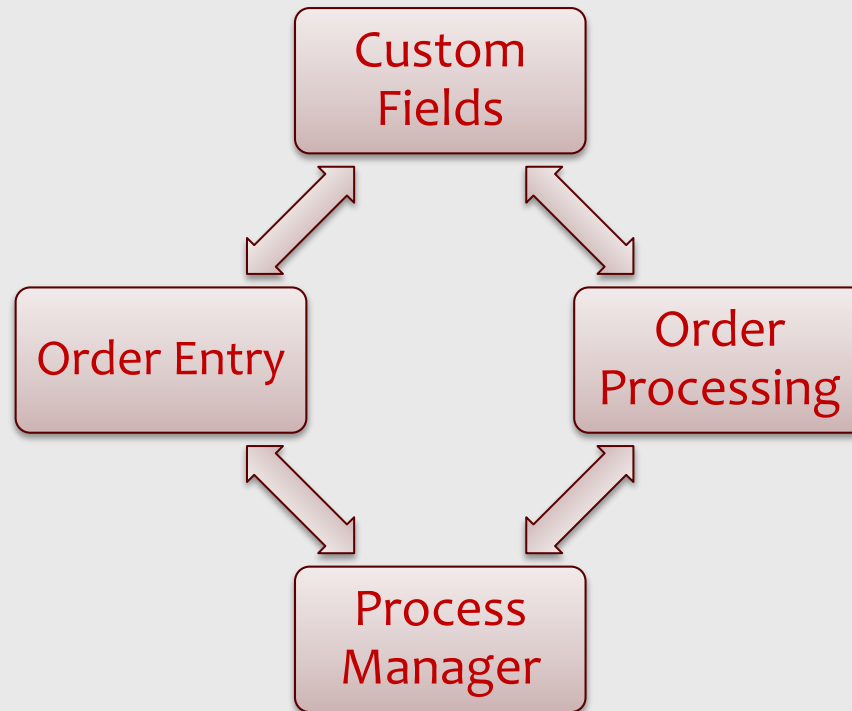 Custom
Fields
Order Entry
Order
Processing
Process
Manager